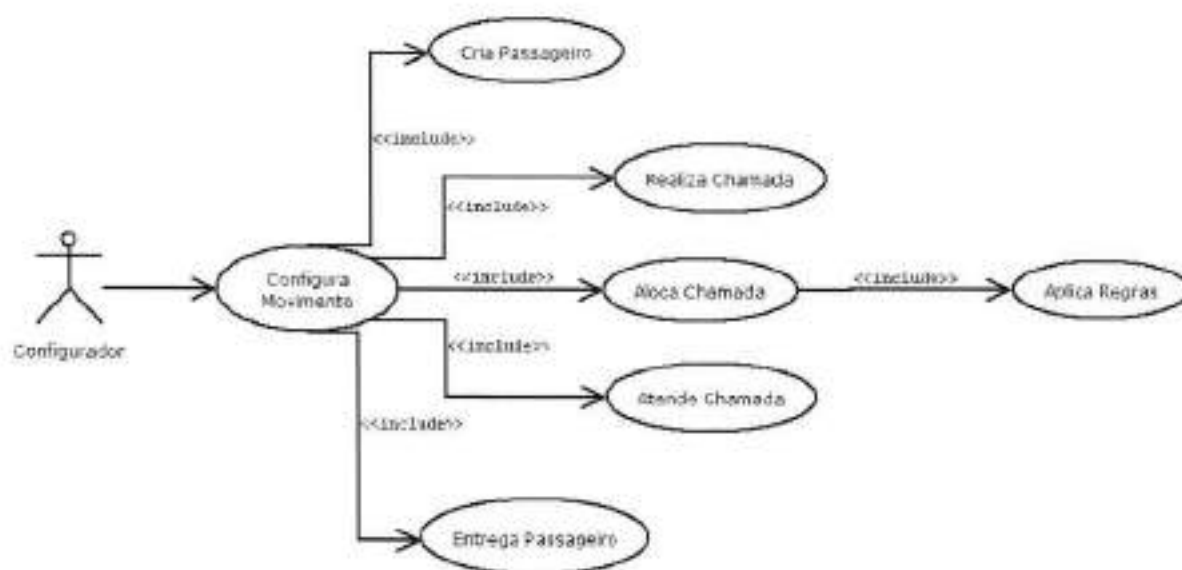 Cria Passageiro
<<include>>
Realiza Chamada
<<include>>
Configura
Movimento
<<include>>
Aloca Chamada
<<include>>
Aplica Regras
Configurador
<<include>>
Atende Chamada
<<include>>
Entrega Passageiro